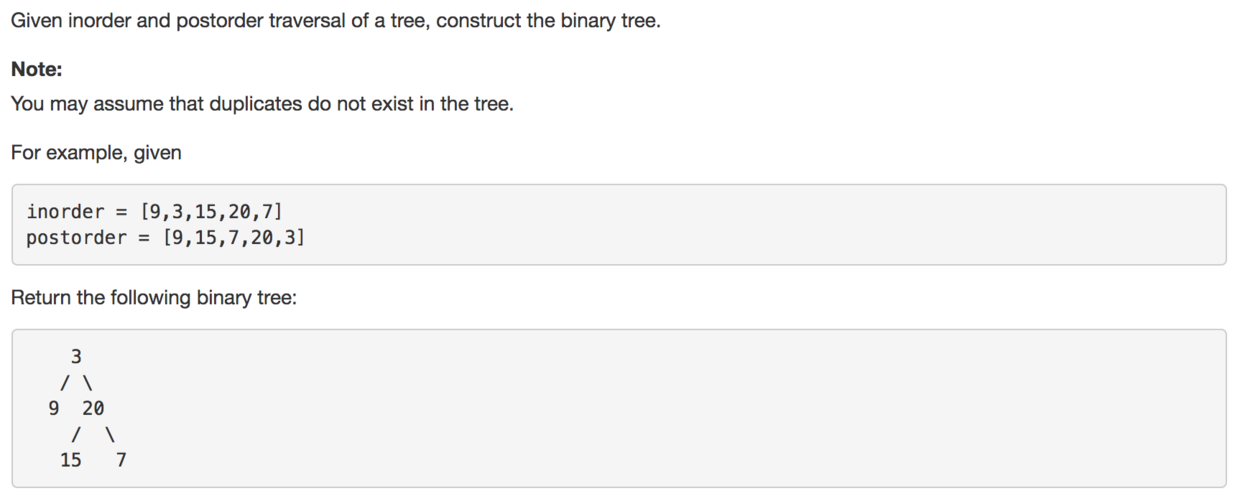 Given inorder and postorder traversal of a tree, construct the binary tree.
Note:
You may assume that duplicates do not exist in the tree.
For example, given
inorder = [9,3,15,20,7]
postorder = [9,15,7,20,3]
Return the following binary tree:
    3
   / \
  9  20
    /  \
   15   7